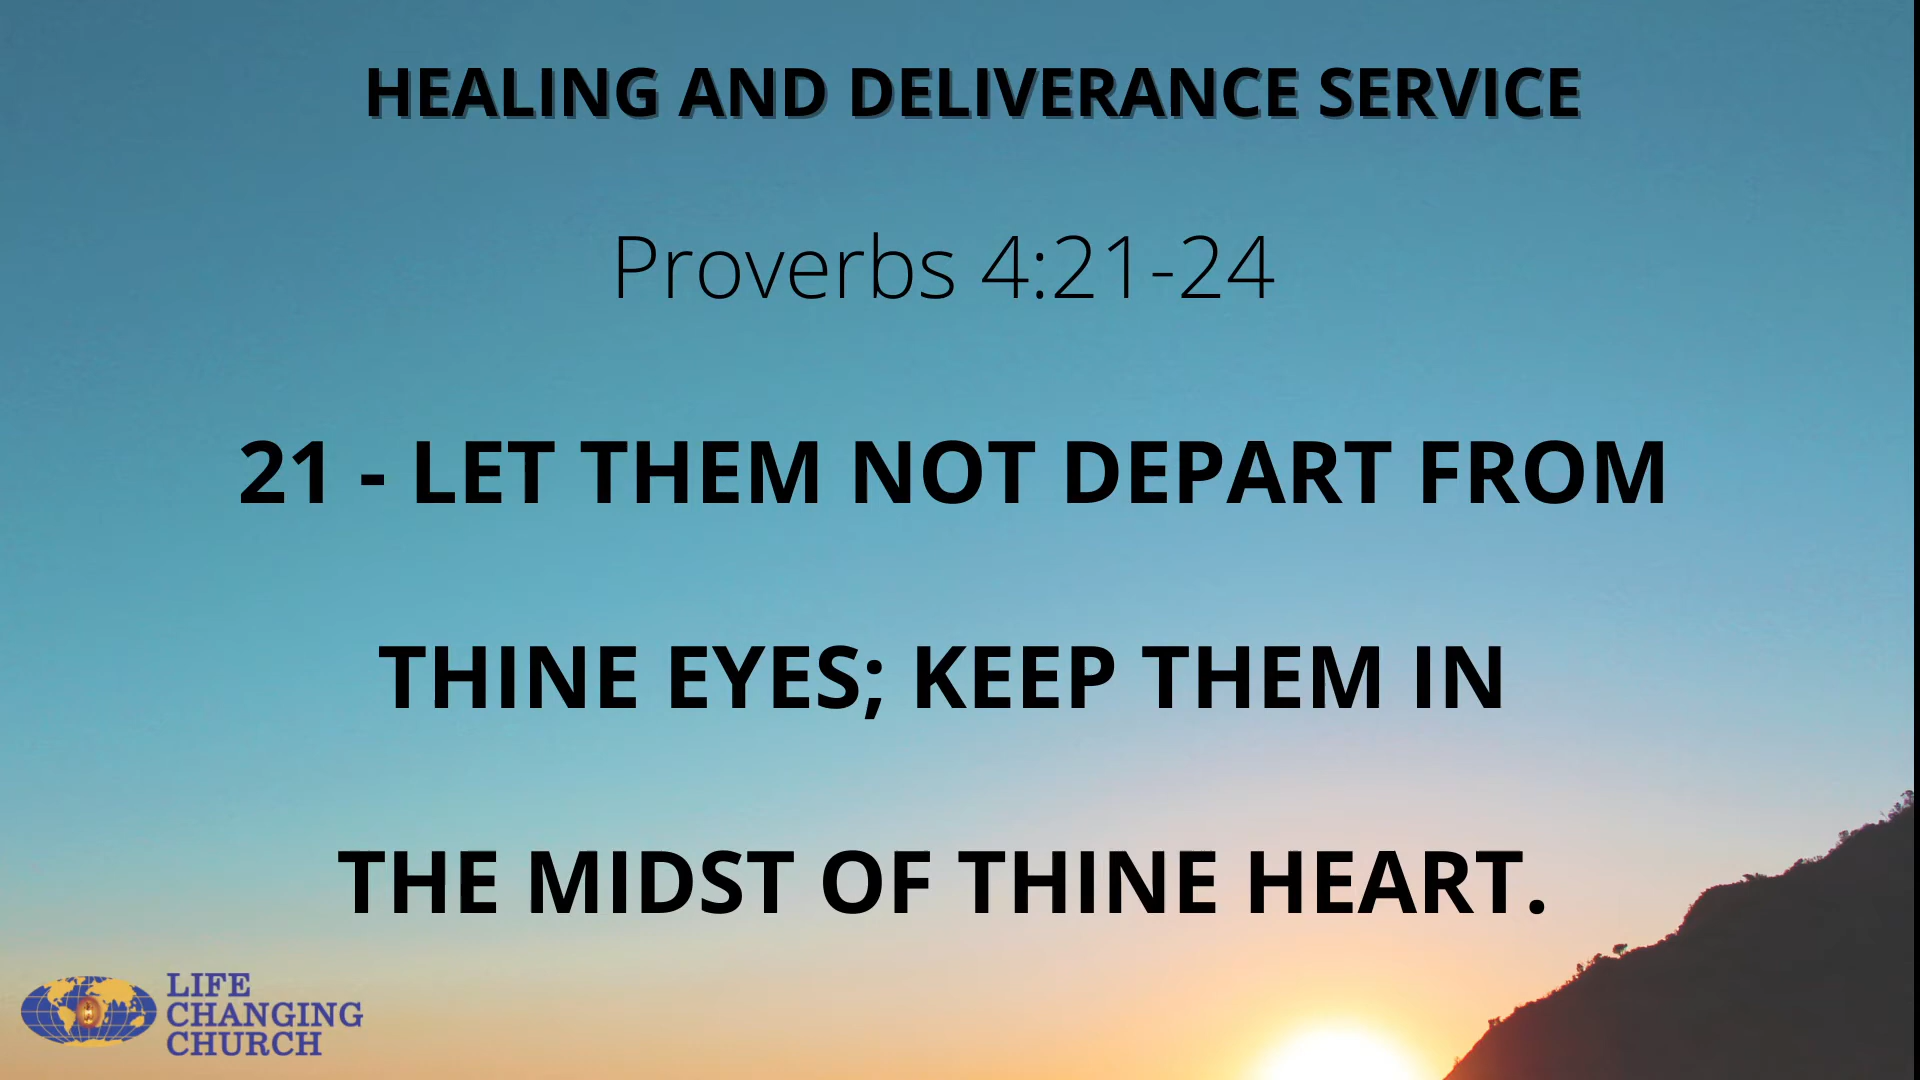 HEALING AND DELIVERANCE SERVICE
Proverbs 4:21-24
21 - LET THEM NOT DEPART FROM
THINE EYES; KEEP THEM IN
THE MIDST OF THINE HEART.
LIFE
CHANGING
CHURCH